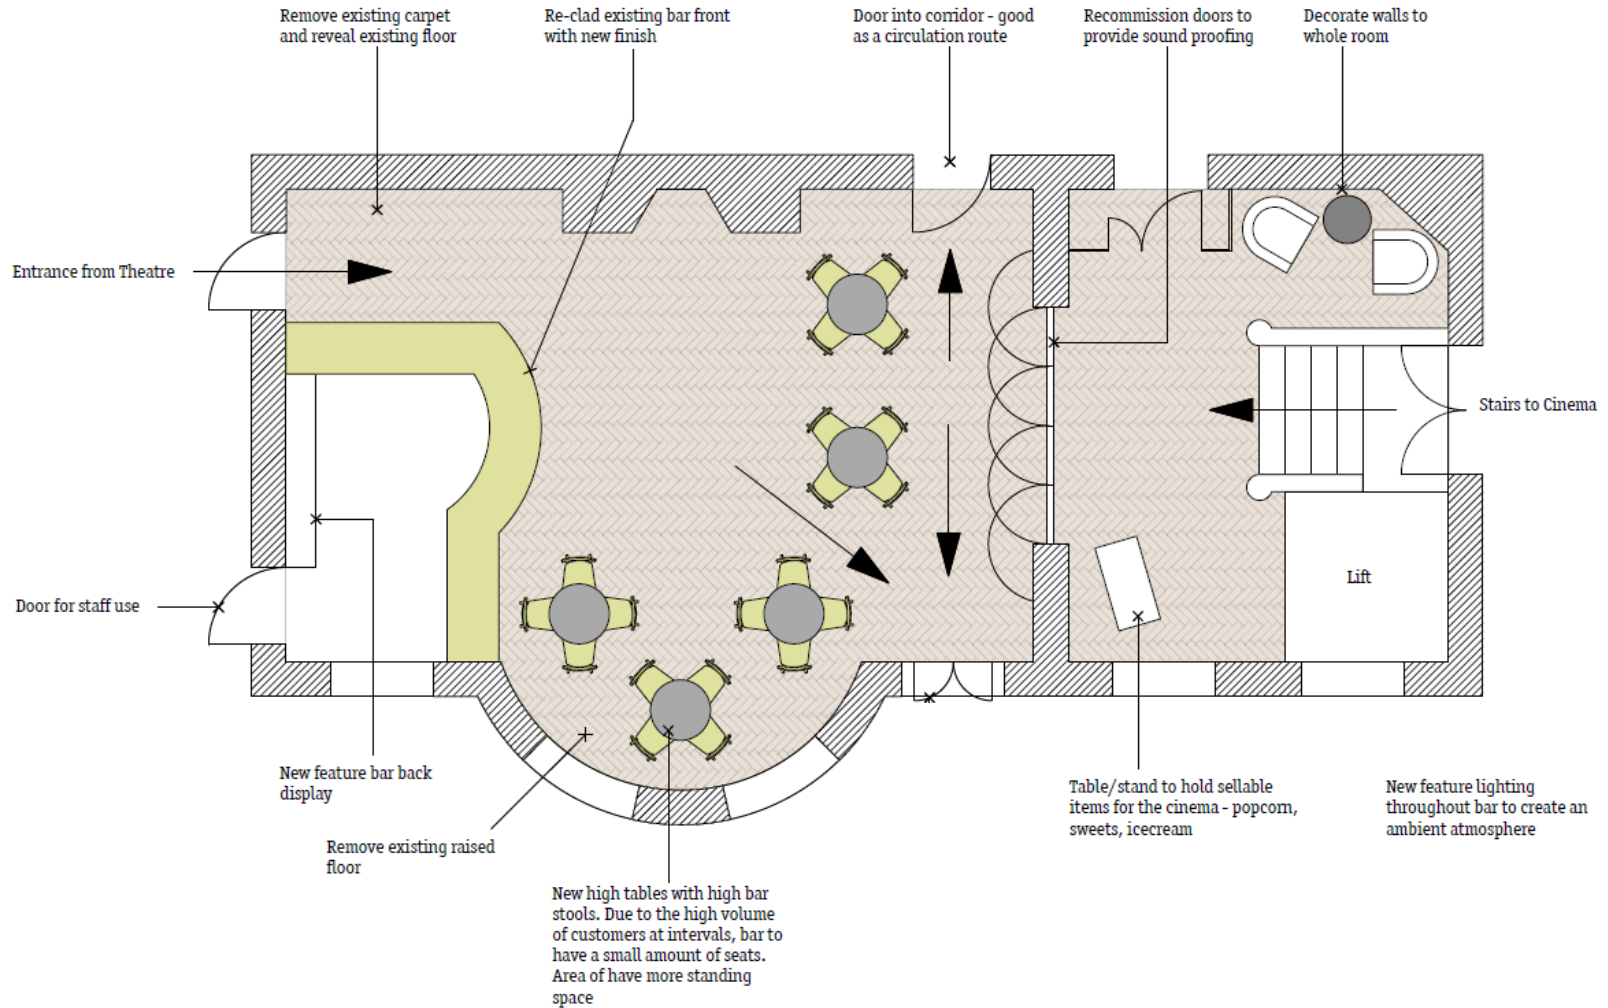 Remove existing carpet
and reveal existing floor
Re-clad existing bar front
with new finish
Door into corridor - good
as a circulation route
Recommission doors to
provide sound proofing
Decorate walls to
whole room
Entrance from Theatre
Stairs to Cinema
Lift
Door for staff use
New feature bar back
display
Remove existing raised
floor
New high tables with high bar
stools. Due to the high volume
of customers at intervals, bar to
have a small amount of seats.
Area of have more standing
space
Table/stand to hold sellable
items for the cinema - popcorn,
sweets, icecream
New feature lighting
throughout bar to create an
ambient atmosphere